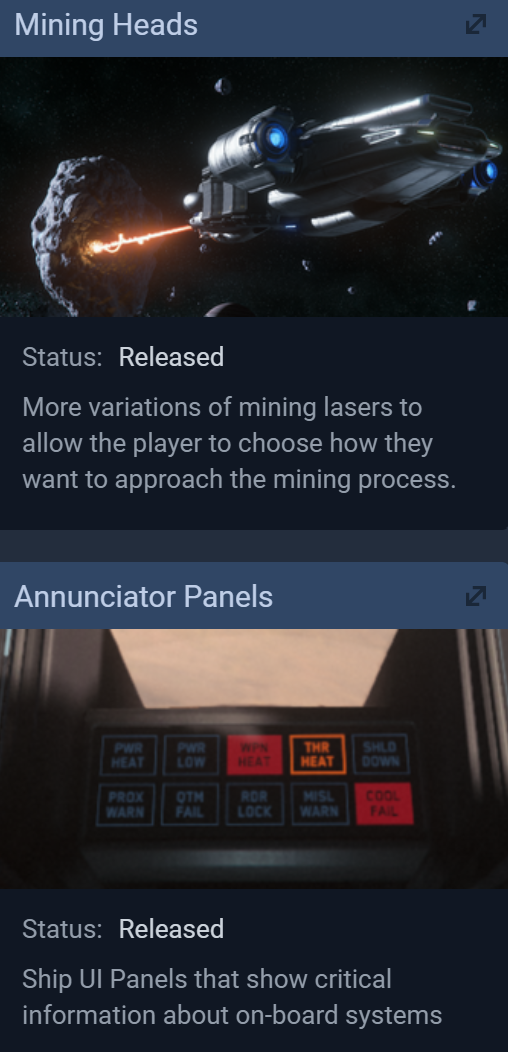 Mining Heads
Status: Released
More variations of mining lasers to
allow the player to choose how they
want to approach the mining process.
Annunciator Panels
PWR HEAT
PWR LOW
WPN HEAT
THR HEAT
SHLD DOWN
PROX WARN
QTM FAIL
RDR LOCK
MISL WARN
COOL FAIL
Status: Released
Ship UI Panels that show critical
information about on-board systems